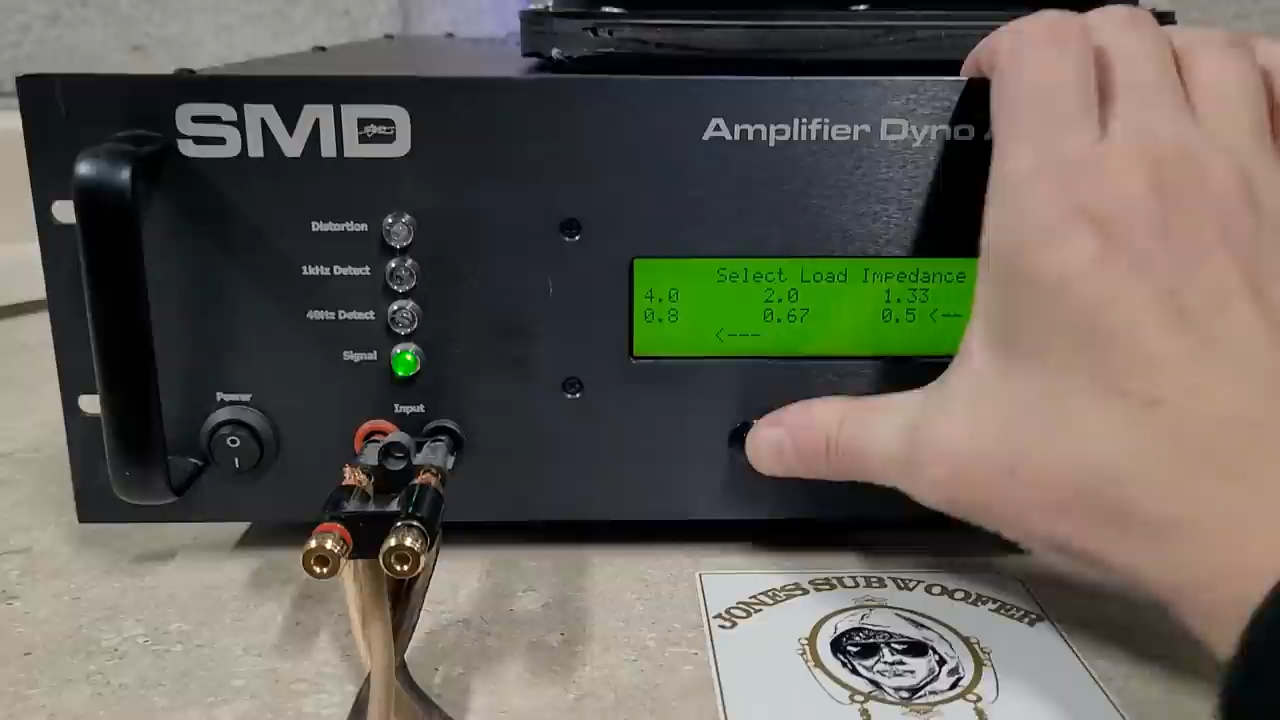 SMD
Amplifier Dyno
Distortion
1kHz Detect
40Hz Detect
Signal
Input
Power
O
I
Select Load Impedance
4.0 2.0 1.33
0.8 0.67 0.5 <--
<---
JONES SUBWOOFER